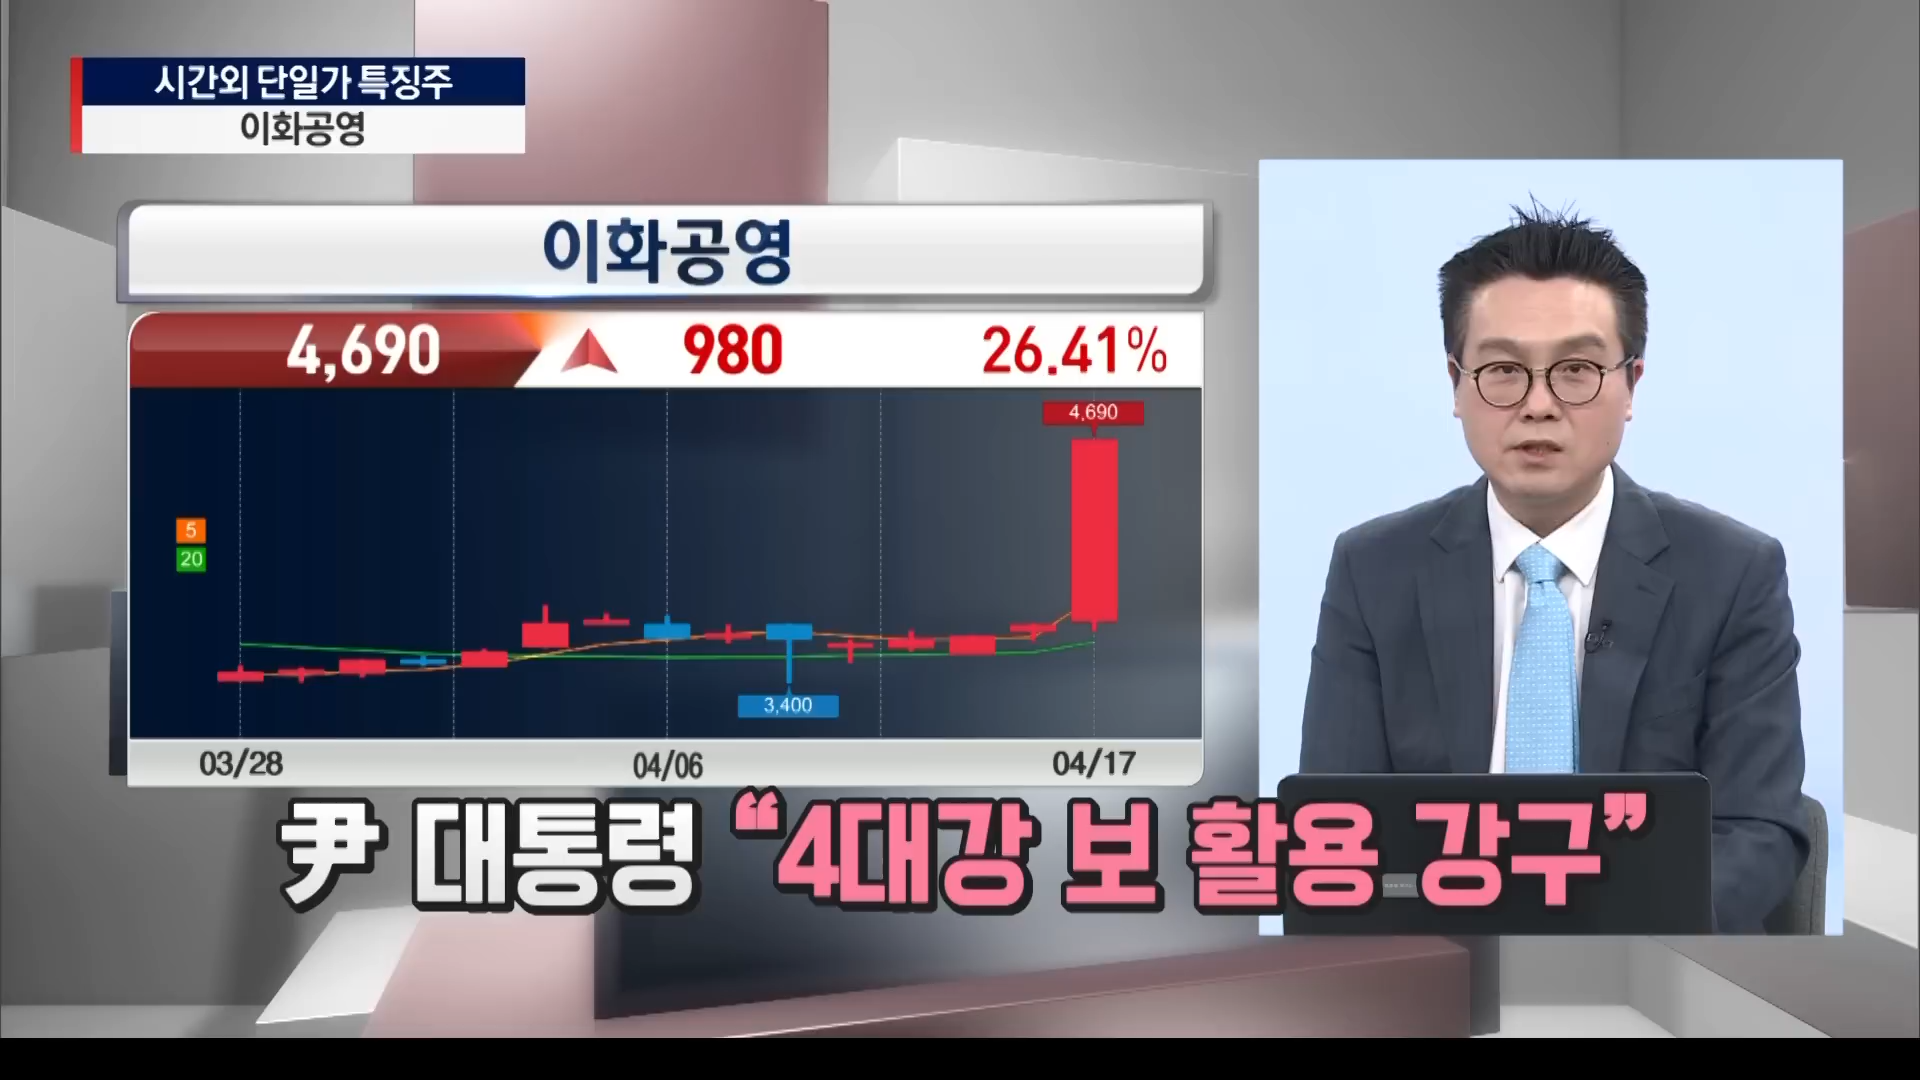 시간외 단일가 특징주
이화공영
이화공영
4,690 980 26.41%
4,690
5
20
3,400
03/28 04/06 04/17
尹 대통령 “4대강 보 활용 강구”